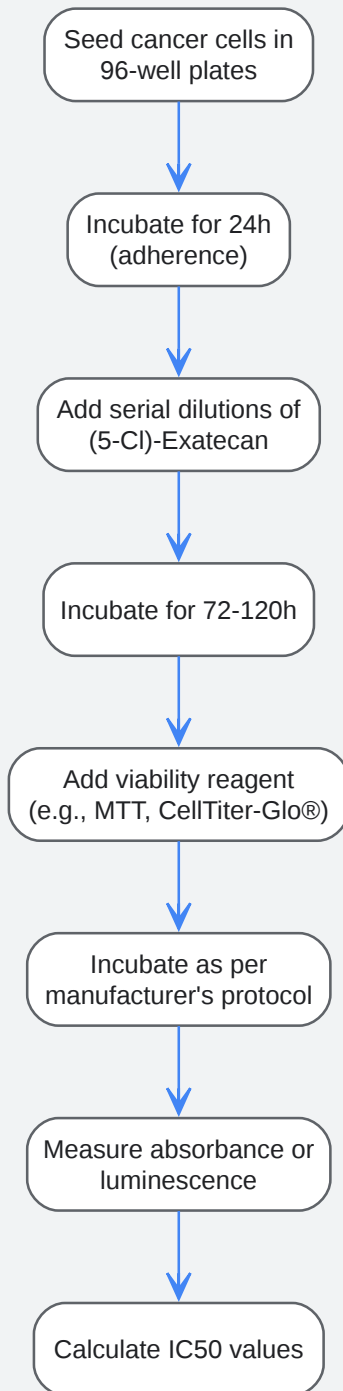 Seed cancer cells in
96-well plates
Incubate for 24h
(adherence)
Add serial dilutions of
(5-Cl)-Exatecan
Incubate for 72-120h
Add viability reagent
(e.g., MTT, CellTiter-Glo®)
Incubate as per
manufacturer's protocol
Measure absorbance or
luminescence
Calculate IC50 values